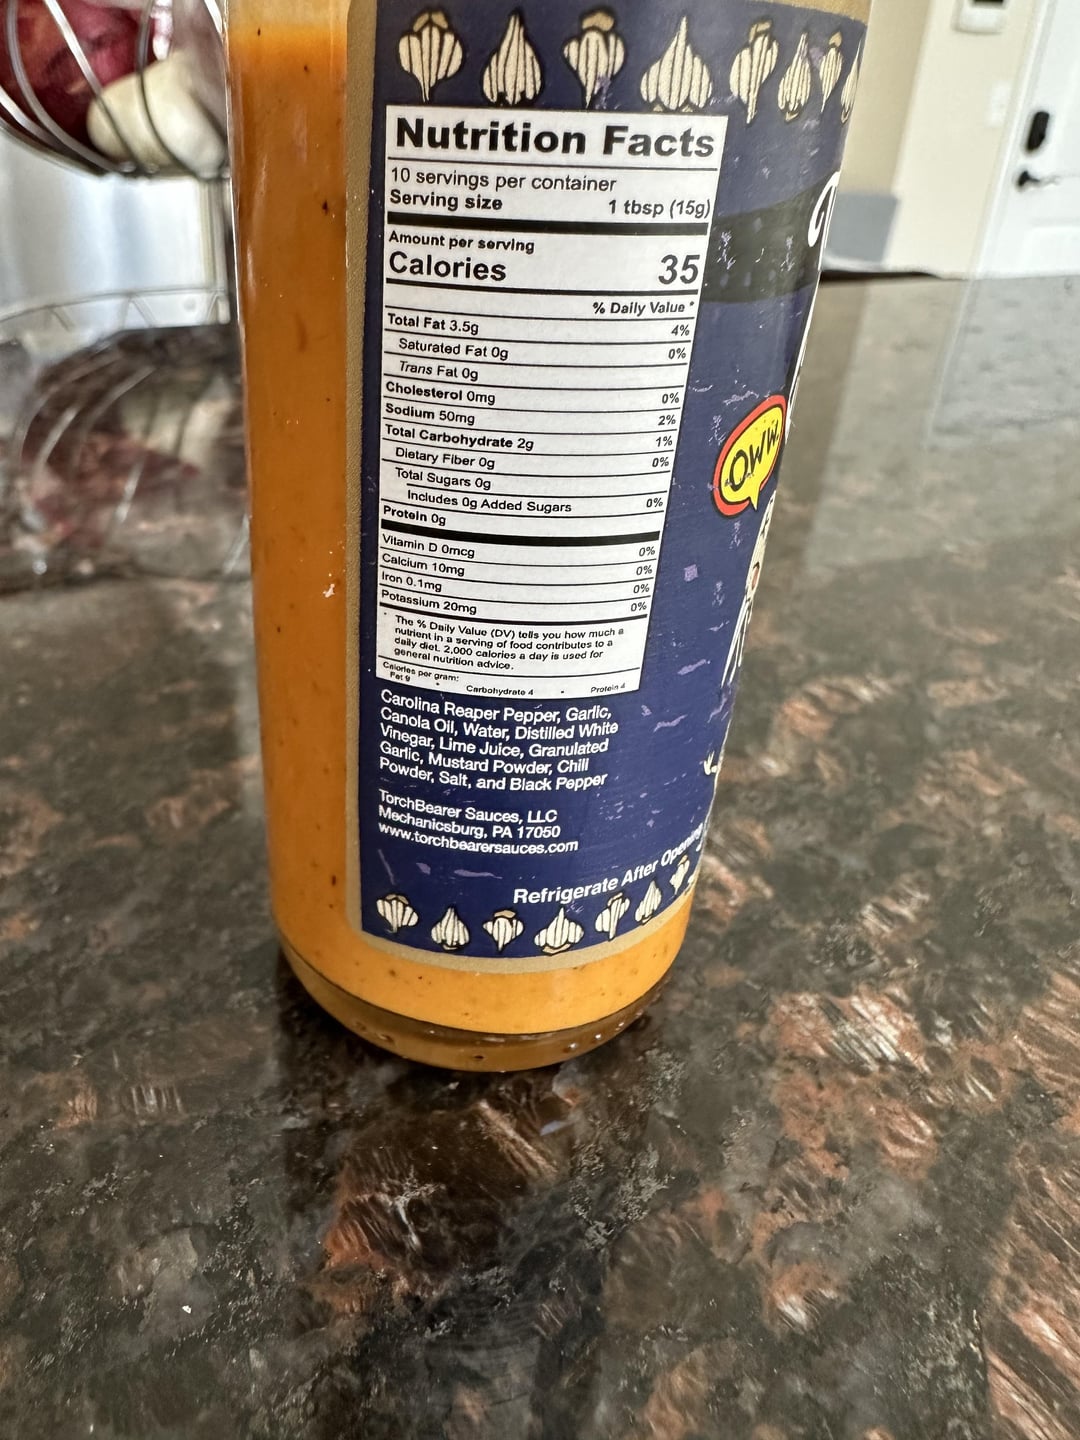 Nutrition Facts
10 servings per container
Serving size 1 tbsp (15g)
Amount per serving
Calories 35
% Daily Value *
Total Fat 3.5g 4%
Saturated Fat 0g 0%
Trans Fat 0g
Cholesterol 0mg 0%
Sodium 50mg 2%
Total Carbohydrate 2g 1%
Dietary Fiber 0g 0%
Total Sugars 0g
Includes 0g Added Sugars 0%
Protein 0g
Vitamin D 0mcg 0%
Calcium 10mg 0%
Iron 0.1mg 0%
Potassium 20mg 0%
* The % Daily Value (DV) tells you how much a
nutrient in a serving of food contributes to a
daily diet. 2,000 calories a day is used for
general nutrition advice.
Calories per gram:
Fat 9 • Carbohydrate 4 • Protein 4
Carolina Reaper Pepper, Garlic,
Canola Oil, Water, Distilled White
Vinegar, Lime Juice, Granulated
Garlic, Mustard Powder, Chili
Powder, Salt, and Black Pepper
TorchBearer Sauces, LLC
Mechanicsburg, PA 17050
www.torchbearersauces.com
Refrigerate After Opening
OWW